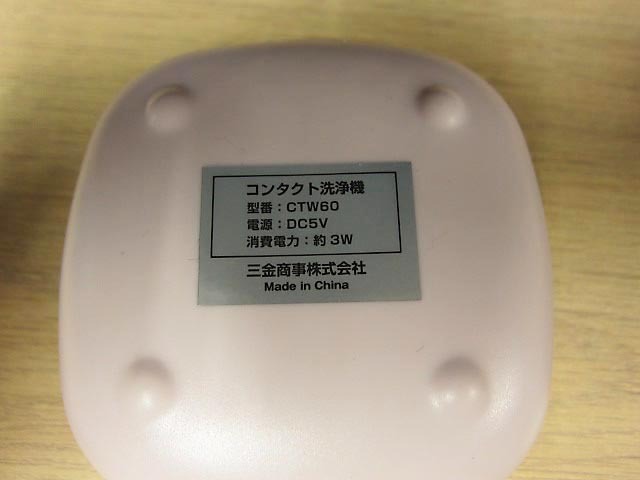 コンタクト洗浄機
型番：CTW60
電源：DC5V
消費電力：約3W
三金商事株式会社
Made in China